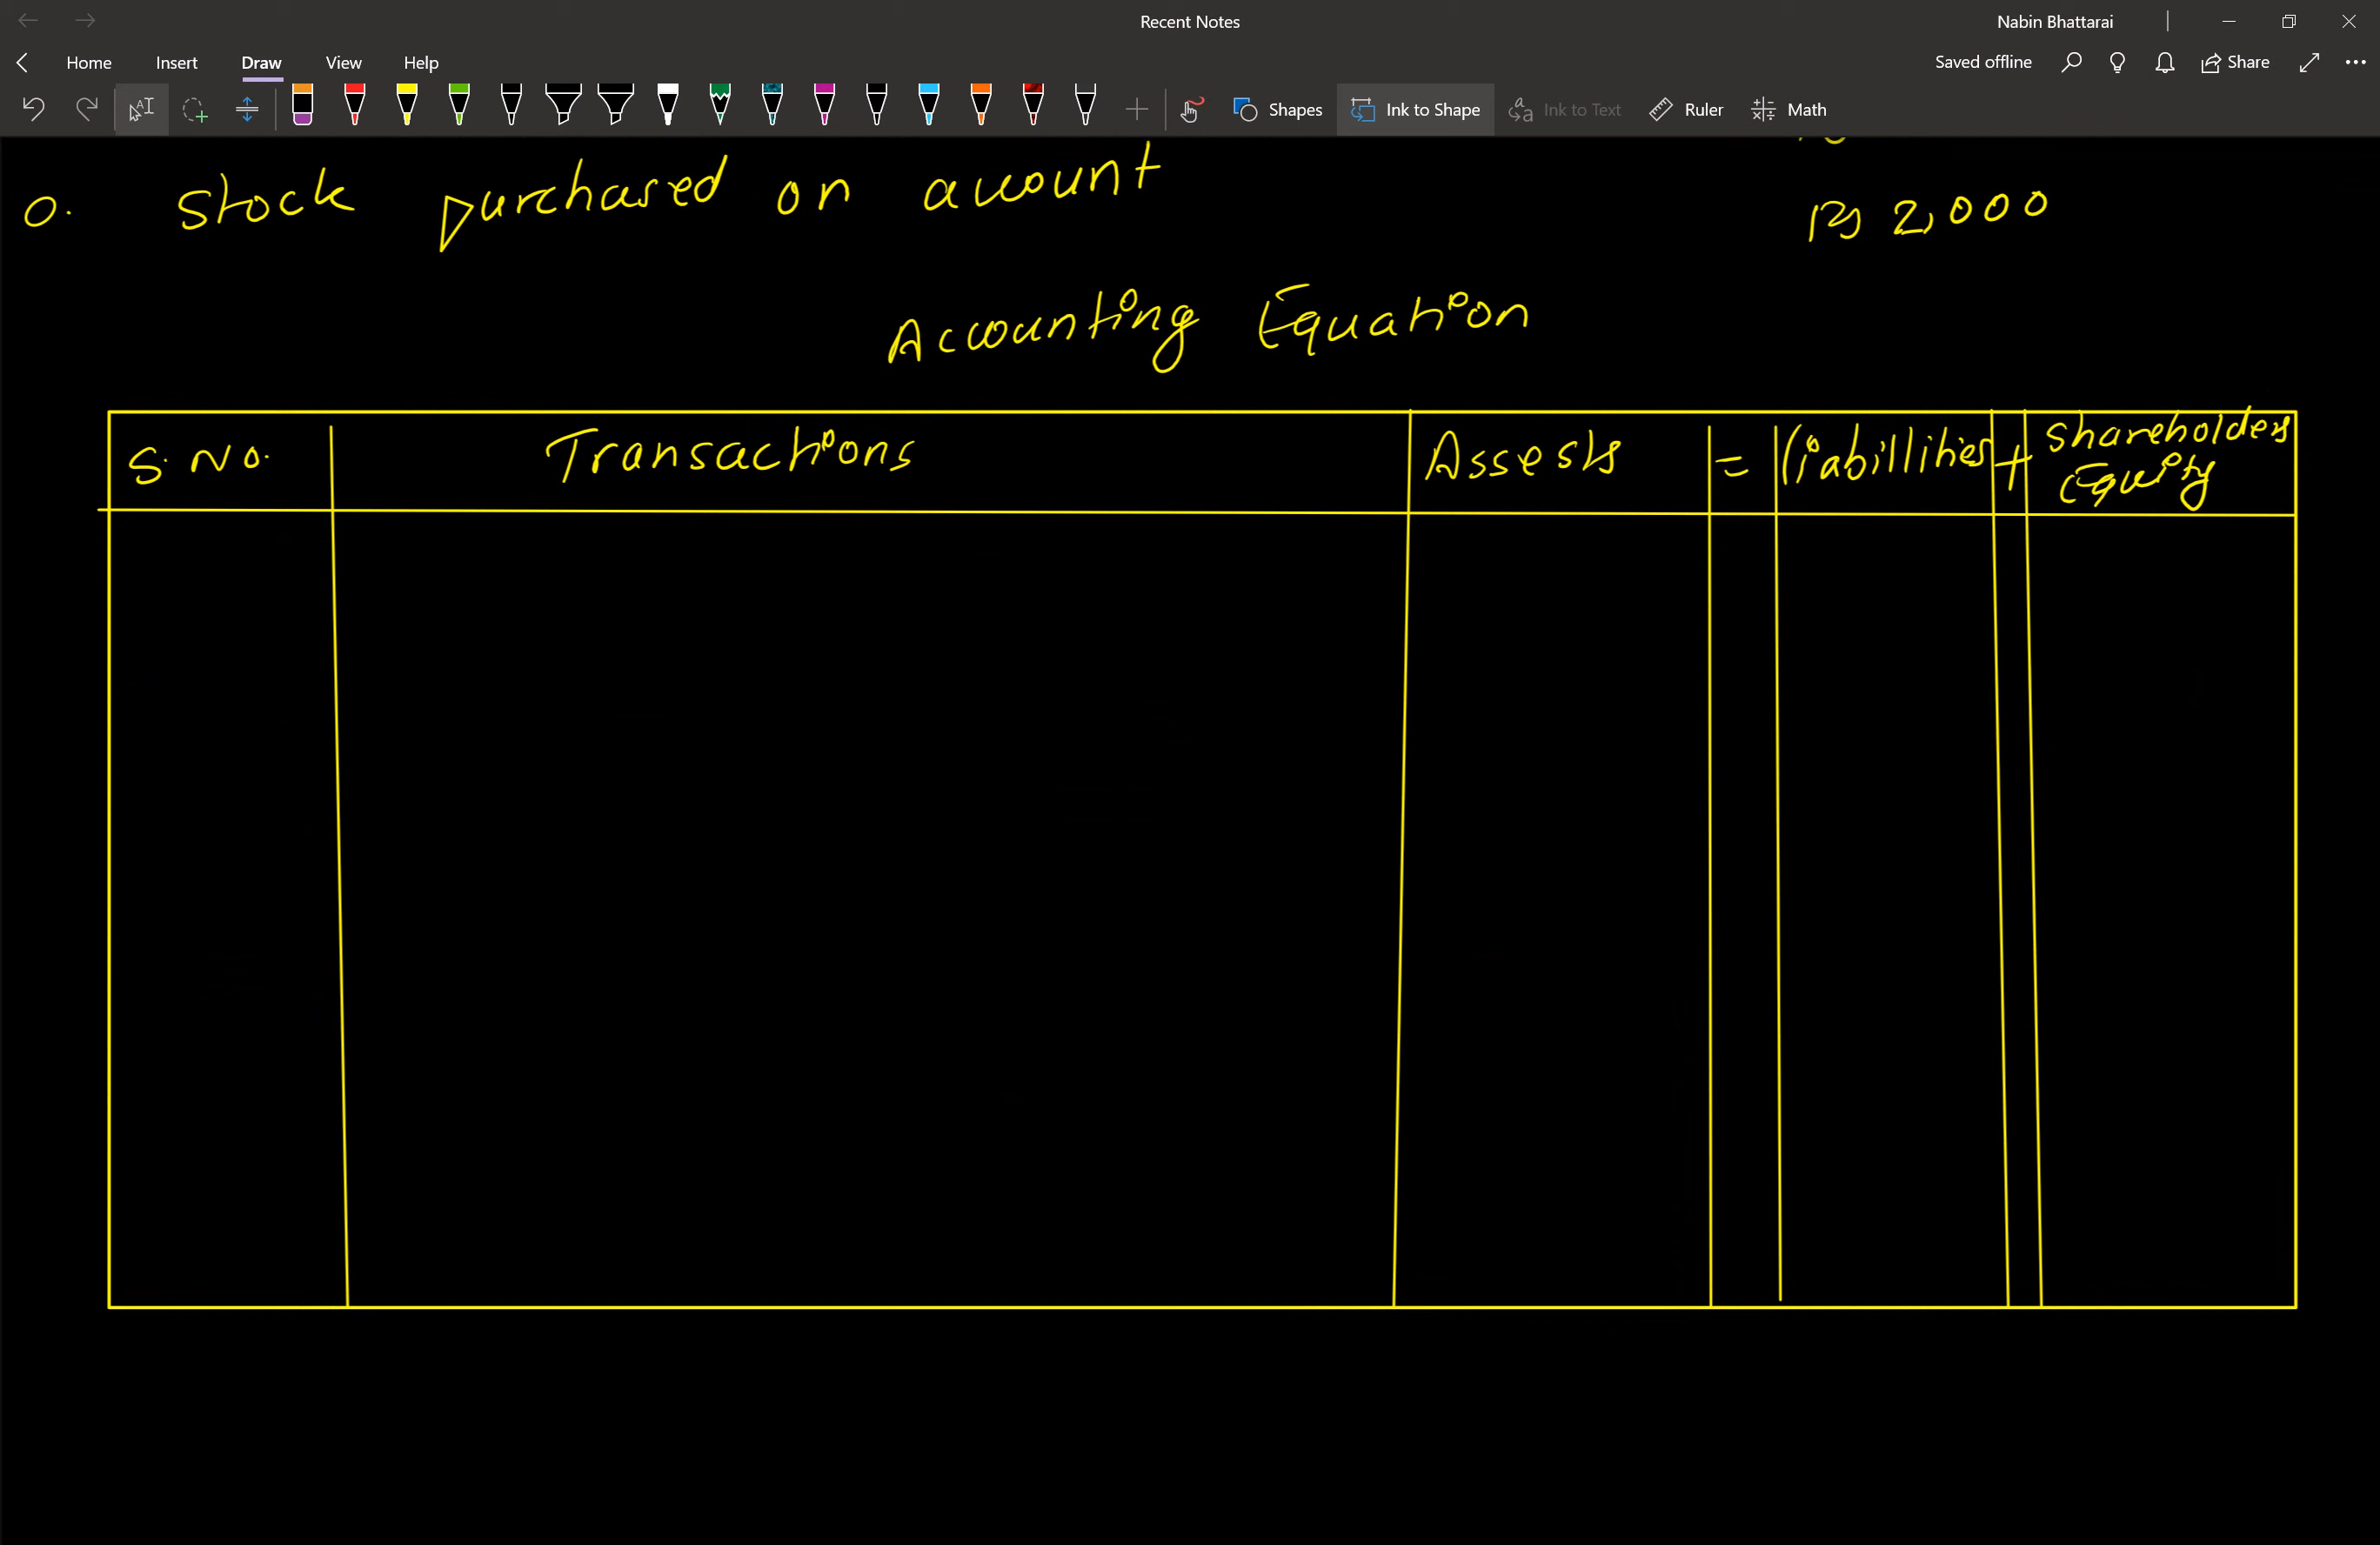 Recent Notes
Nabin Bhattarai
Home Insert Draw View Help
Saved offline
Share
Shapes Ink to Shape Ink to Text Ruler Math
o. Stock purchased on account
Rs 2,000
Accounting Equation
S. No. Transactions Assests = Liabillities + Shareholders
Equity